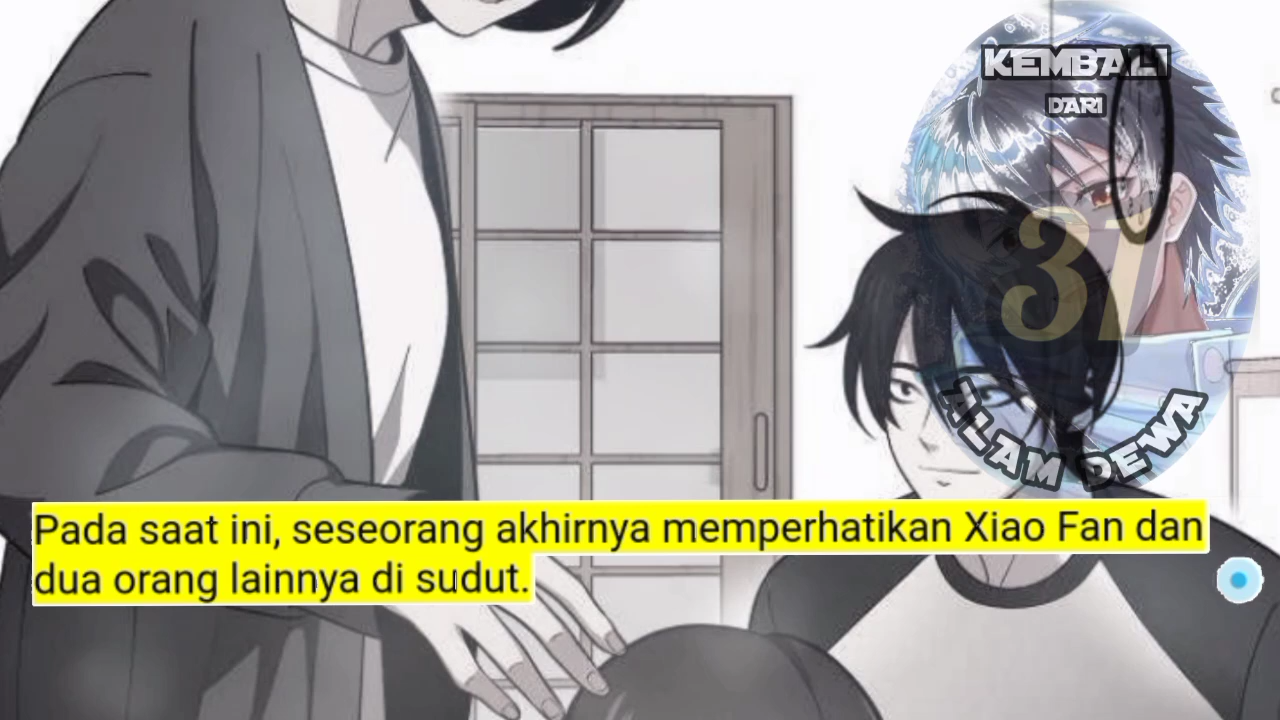 KEMBALI
DARI
37
ALAM DEWA
Pada saat ini, seseorang akhirnya memperhatikan Xiao Fan dan
dua orang lainnya di sudut.